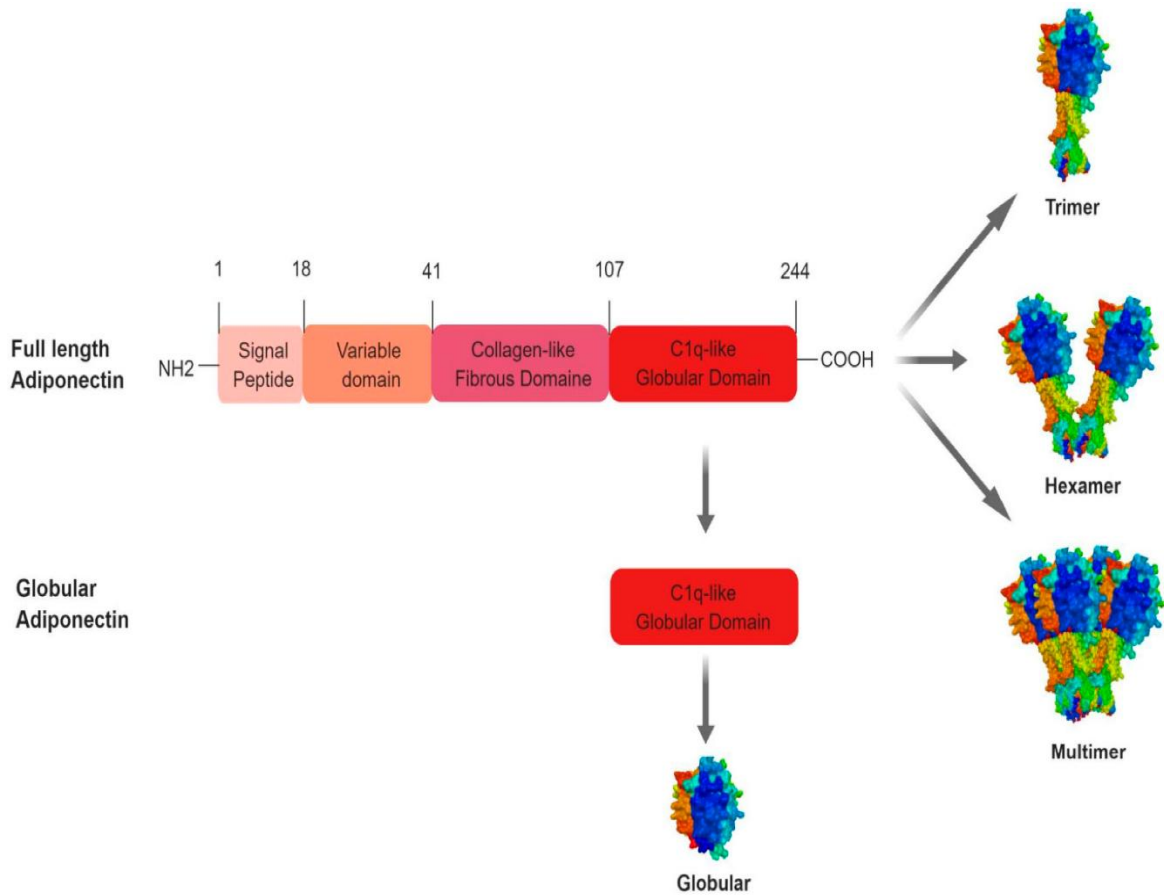 Trimer
1 18 41 107 244
Full length
Adiponectin
NH2
Signal
Peptide
Variable
domain
Collagen-like
Fibrous Domaine
C1q-like
Globular Domain
COOH
Hexamer
Globular
Adiponectin
C1q-like
Globular Domain
Multimer
Globular